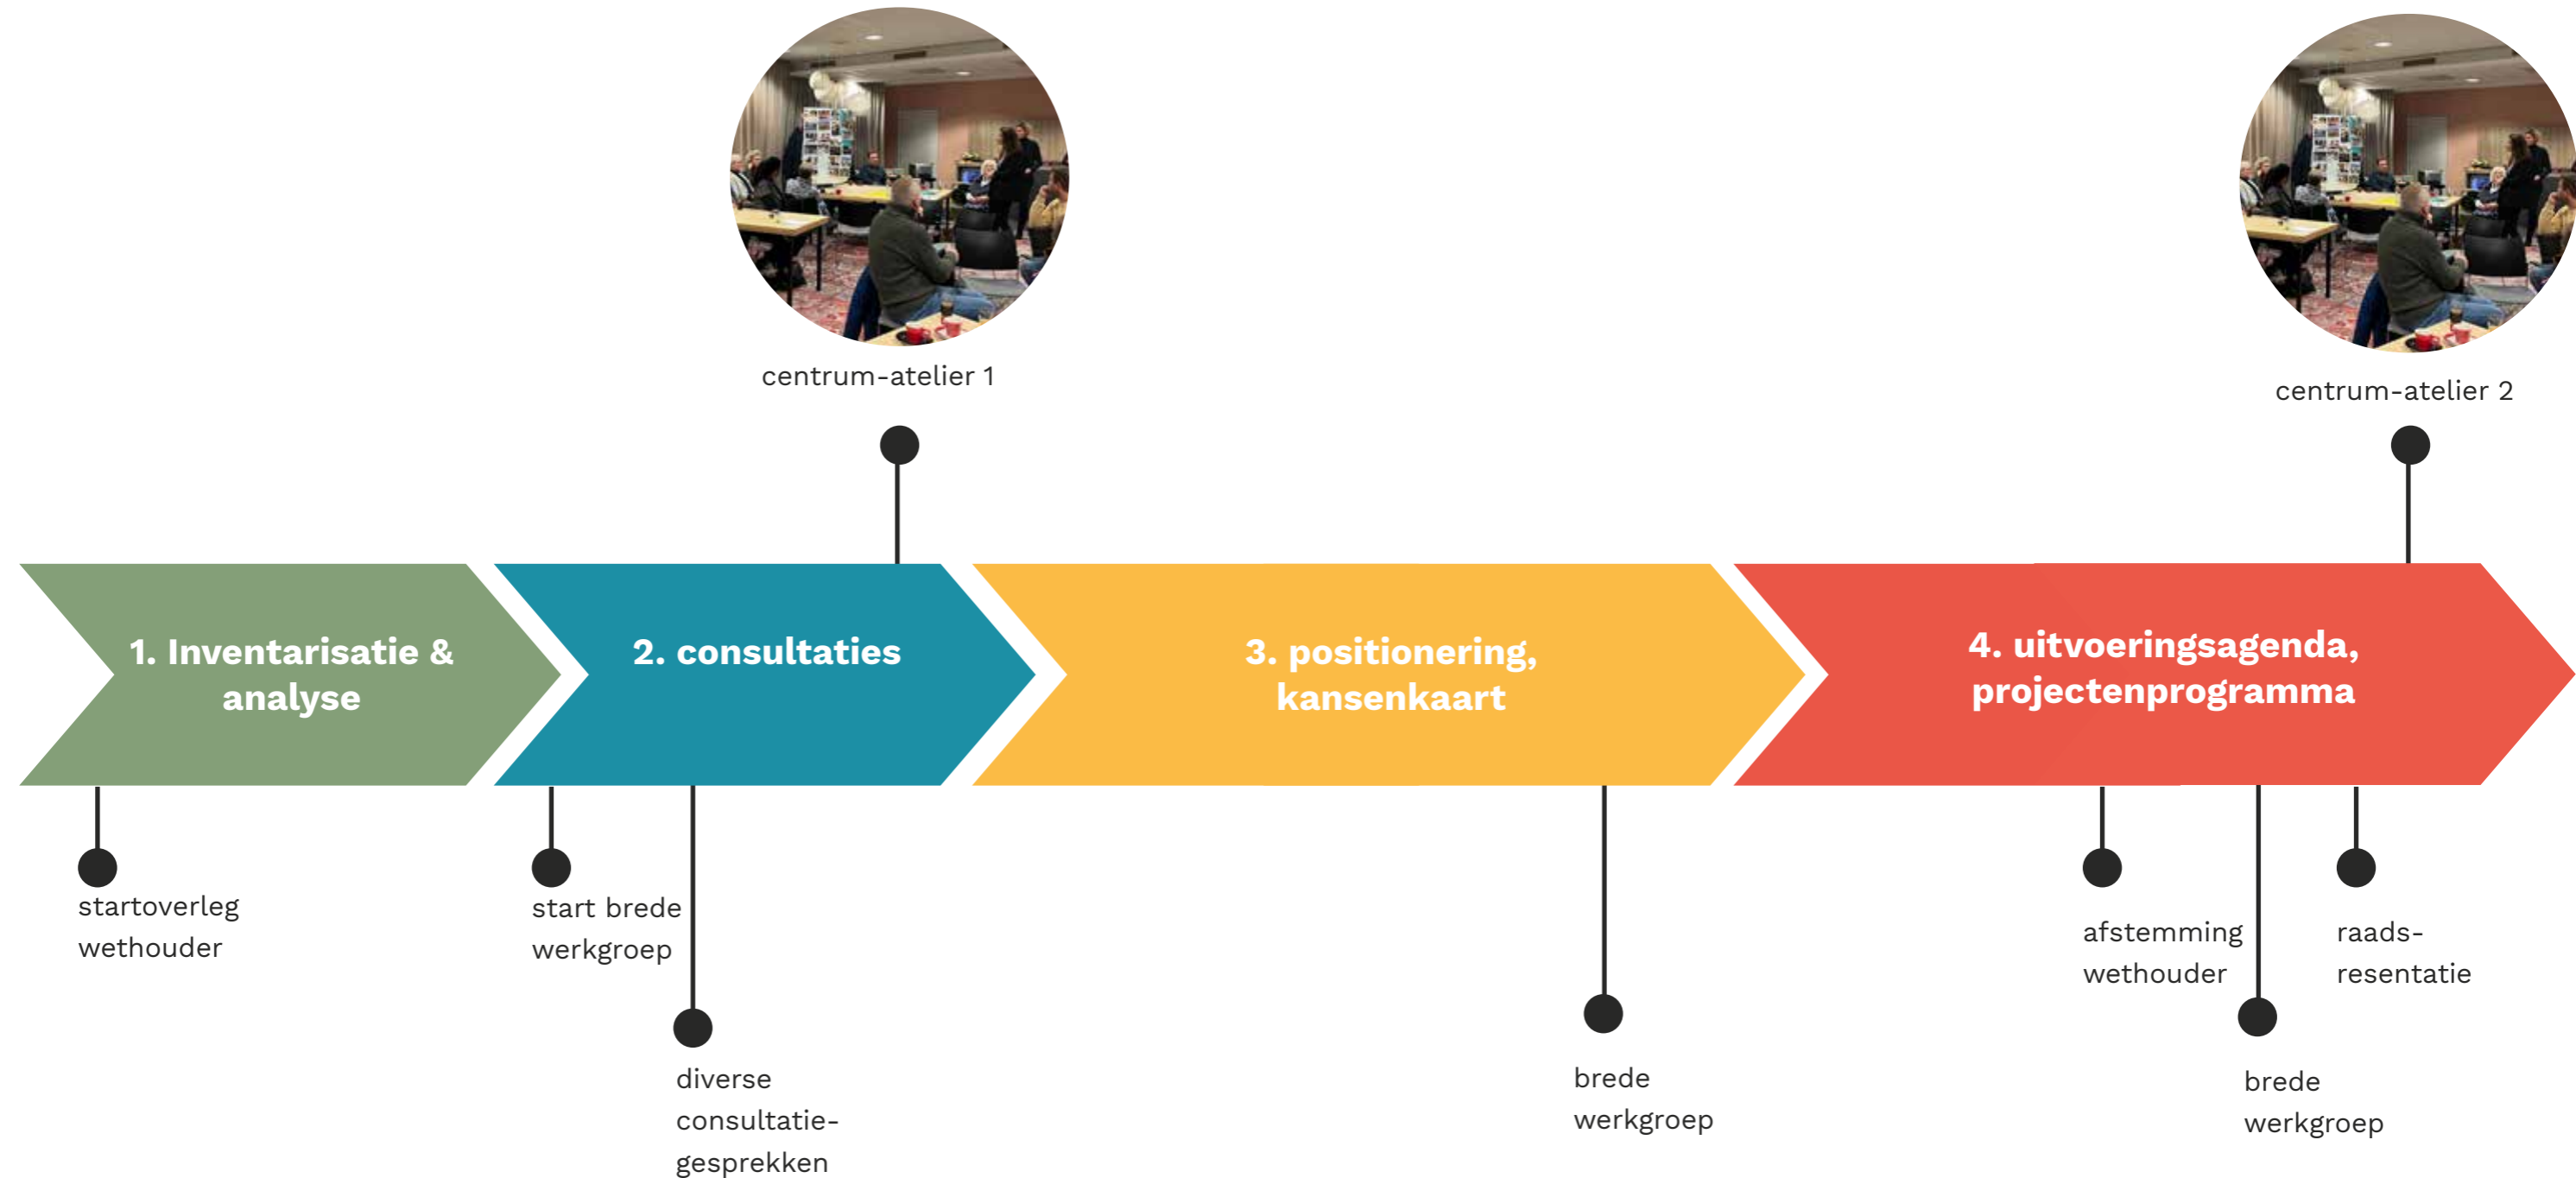 centrum-atelier 1
centrum-atelier 2
1. Inventarisatie &
analyse
2. consultaties
3. positionering,
kansenkaart
4. uitvoeringsagenda,
projectenprogramma
startoverleg
wethouder
start brede
werkgroep
diverse
consultatie-
gesprekken
brede
werkgroep
afstemming
wethouder
brede
werkgroep
raads-
resentatie